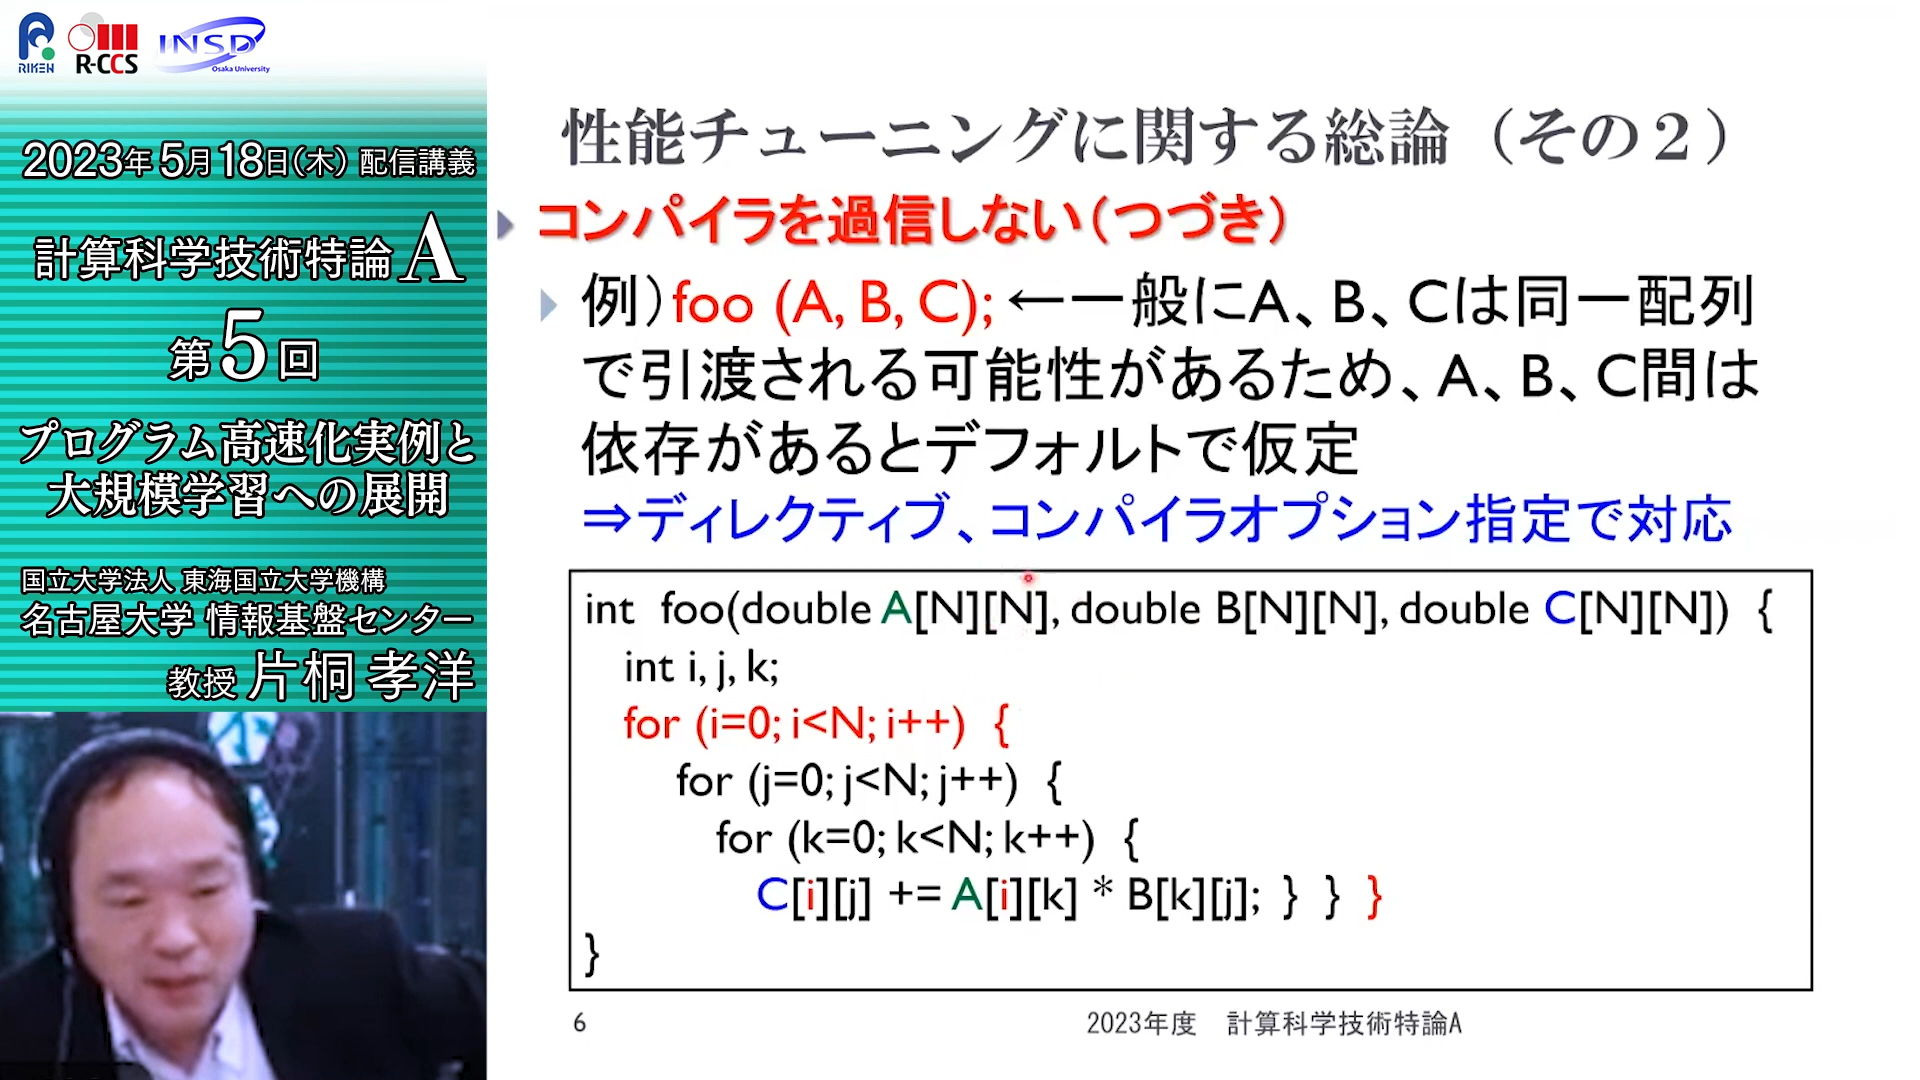 RIKEN
R-CCS
INSD
Osaka University
2023年5月18日(木) 配信講義
計算科学技術特論A
第5回
プログラム高速化実例と
大規模学習への展開
国立大学法人 東海国立大学機構
名古屋大学 情報基盤センター
教授 片桐 孝洋
性能チューニングに関する総論（その２）
コンパイラを過信しない（つづき）
例）foo (A, B, C); ←一般にA、B、Cは同一配列
で引渡される可能性があるため、A、B、C間は
依存があるとデフォルトで仮定
⇒ディレクティブ、コンパイラオプション指定で対応
int foo(double A[N][N], double B[N][N], double C[N][N]) {
int i, j, k;
for (i=0; i<N; i++) {
for (j=0; j<N; j++) {
for (k=0; k<N; k++) {
C[i][j] += A[i][k] * B[k][j]; } } }
}
6
2023年度　計算科学技術特論A